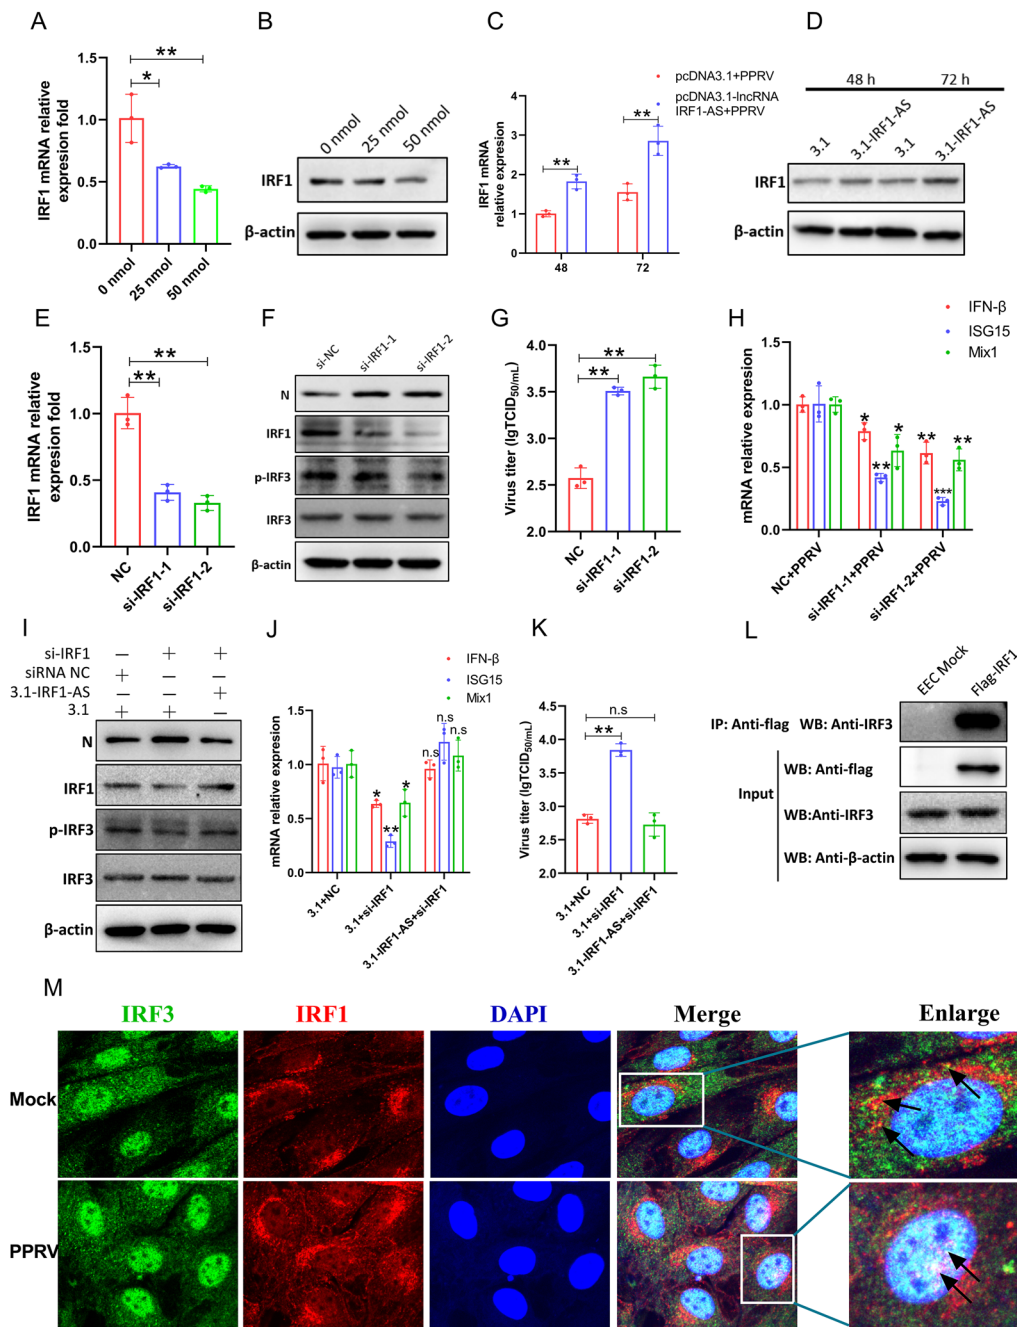 A
IRF1 mRNA relative
expression fold
1.5
1.0
0.5
0.0
*
**
0 nmol
25 nmol
50 nmol
B
0 nmol
25 nmol
50 nmol
IRF1
β-actin
C
pcDNA3.1+PPRV
pcDNA3.1-lncRNA
IRF1-AS+PPRV
IRF1 mRNA
relative expresion
4
3
2
1
0
**
**
48
72
D
48 h
72 h
3.1
3.1-IRF1-AS
3.1
3.1-IRF1-AS
IRF1
β-actin
E
IRF1 mRNA relative
expresion fold
1.5
1.0
0.5
0.0
**
**
NC
si-IRF1-1
si-IRF1-2
F
si-NC
si-IRF1-1
si-IRF1-2
N
IRF1
p-IRF3
IRF3
β-actin
G
Virus titer (lgTCID50/mL)
4.0
3.5
3.0
2.5
2.0
**
**
NC
si-IRF1-1
si-IRF1-2
H
IFN-β
ISG15
Mix1
mRNA relative expresion
1.5
1.0
0.5
0.0
*
**
*
**
***
**
NC+PPRV
si-IRF1-1+PPRV
si-IRF1-2+PPRV
I
si-IRF1 — + +
siRNA NC + — —
3.1-IRF1-AS — — +
3.1 + + —
N
IRF1
p-IRF3
IRF3
β-actin
J
IFN-β
ISG15
Mix1
mRNA relative expresion
1.5
1.0
0.5
0.0
*
**
*
n.s
n.s
n.s
3.1+NC
3.1+si-IRF1
3.1-IRF1-AS+si-IRF1
K
Virus titer (lgTCID50/mL)
4.4
4.0
3.6
3.2
2.8
2.4
**
n.s
3.1+NC
3.1+si-IRF1
3.1-IRF1-AS+si-IRF1
L
EEC Mock
Flag-IRF1
IP: Anti-flag WB: Anti-IRF3
Input
WB: Anti-flag
WB:Anti-IRF3
WB: Anti-β-actin
M
IRF3 IRF1 DAPI Merge Enlarge
Mock
PPRV